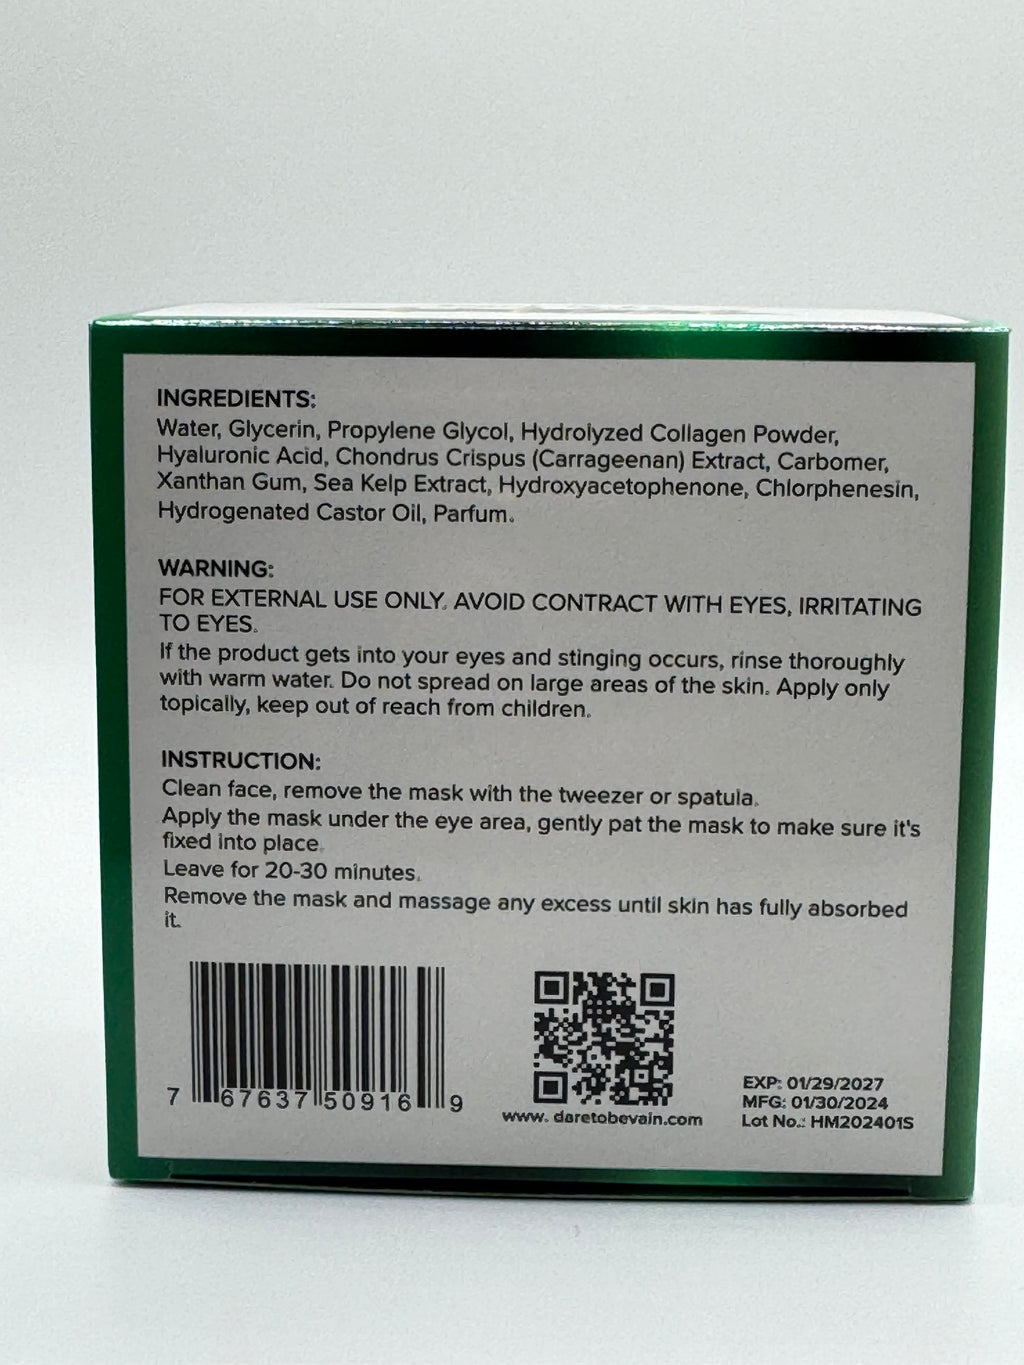 INGREDIENTS:
Water, Glycerin, Propylene Glycol, Hydrolyzed Collagen Powder,
Hyaluronic Acid, Chondrus Crispus (Carrageenan) Extract, Carbomer,
Xanthan Gum, Sea Kelp Extract, Hydroxyacetophenone, Chlorphenesin,
Hydrogenated Castor Oil, Parfum.
WARNING:
FOR EXTERNAL USE ONLY. AVOID CONTRACT WITH EYES, IRRITATING
TO EYES.
If the product gets into your eyes and stinging occurs, rinse thoroughly
with warm water. Do not spread on large areas of the skin. Apply only
topically, keep out of reach from children.
INSTRUCTION:
Clean face, remove the mask with the tweezer or spatula.
Apply the mask under the eye area, gently pat the mask to make sure it's
fixed into place.
Leave for 20-30 minutes.
Remove the mask and massage any excess until skin has fully absorbed
it.
7 67637 50916 9
www. daretobevain.com
EXP: 01/29/2027
MFG: 01/30/2024
Lot No.: HM202401S